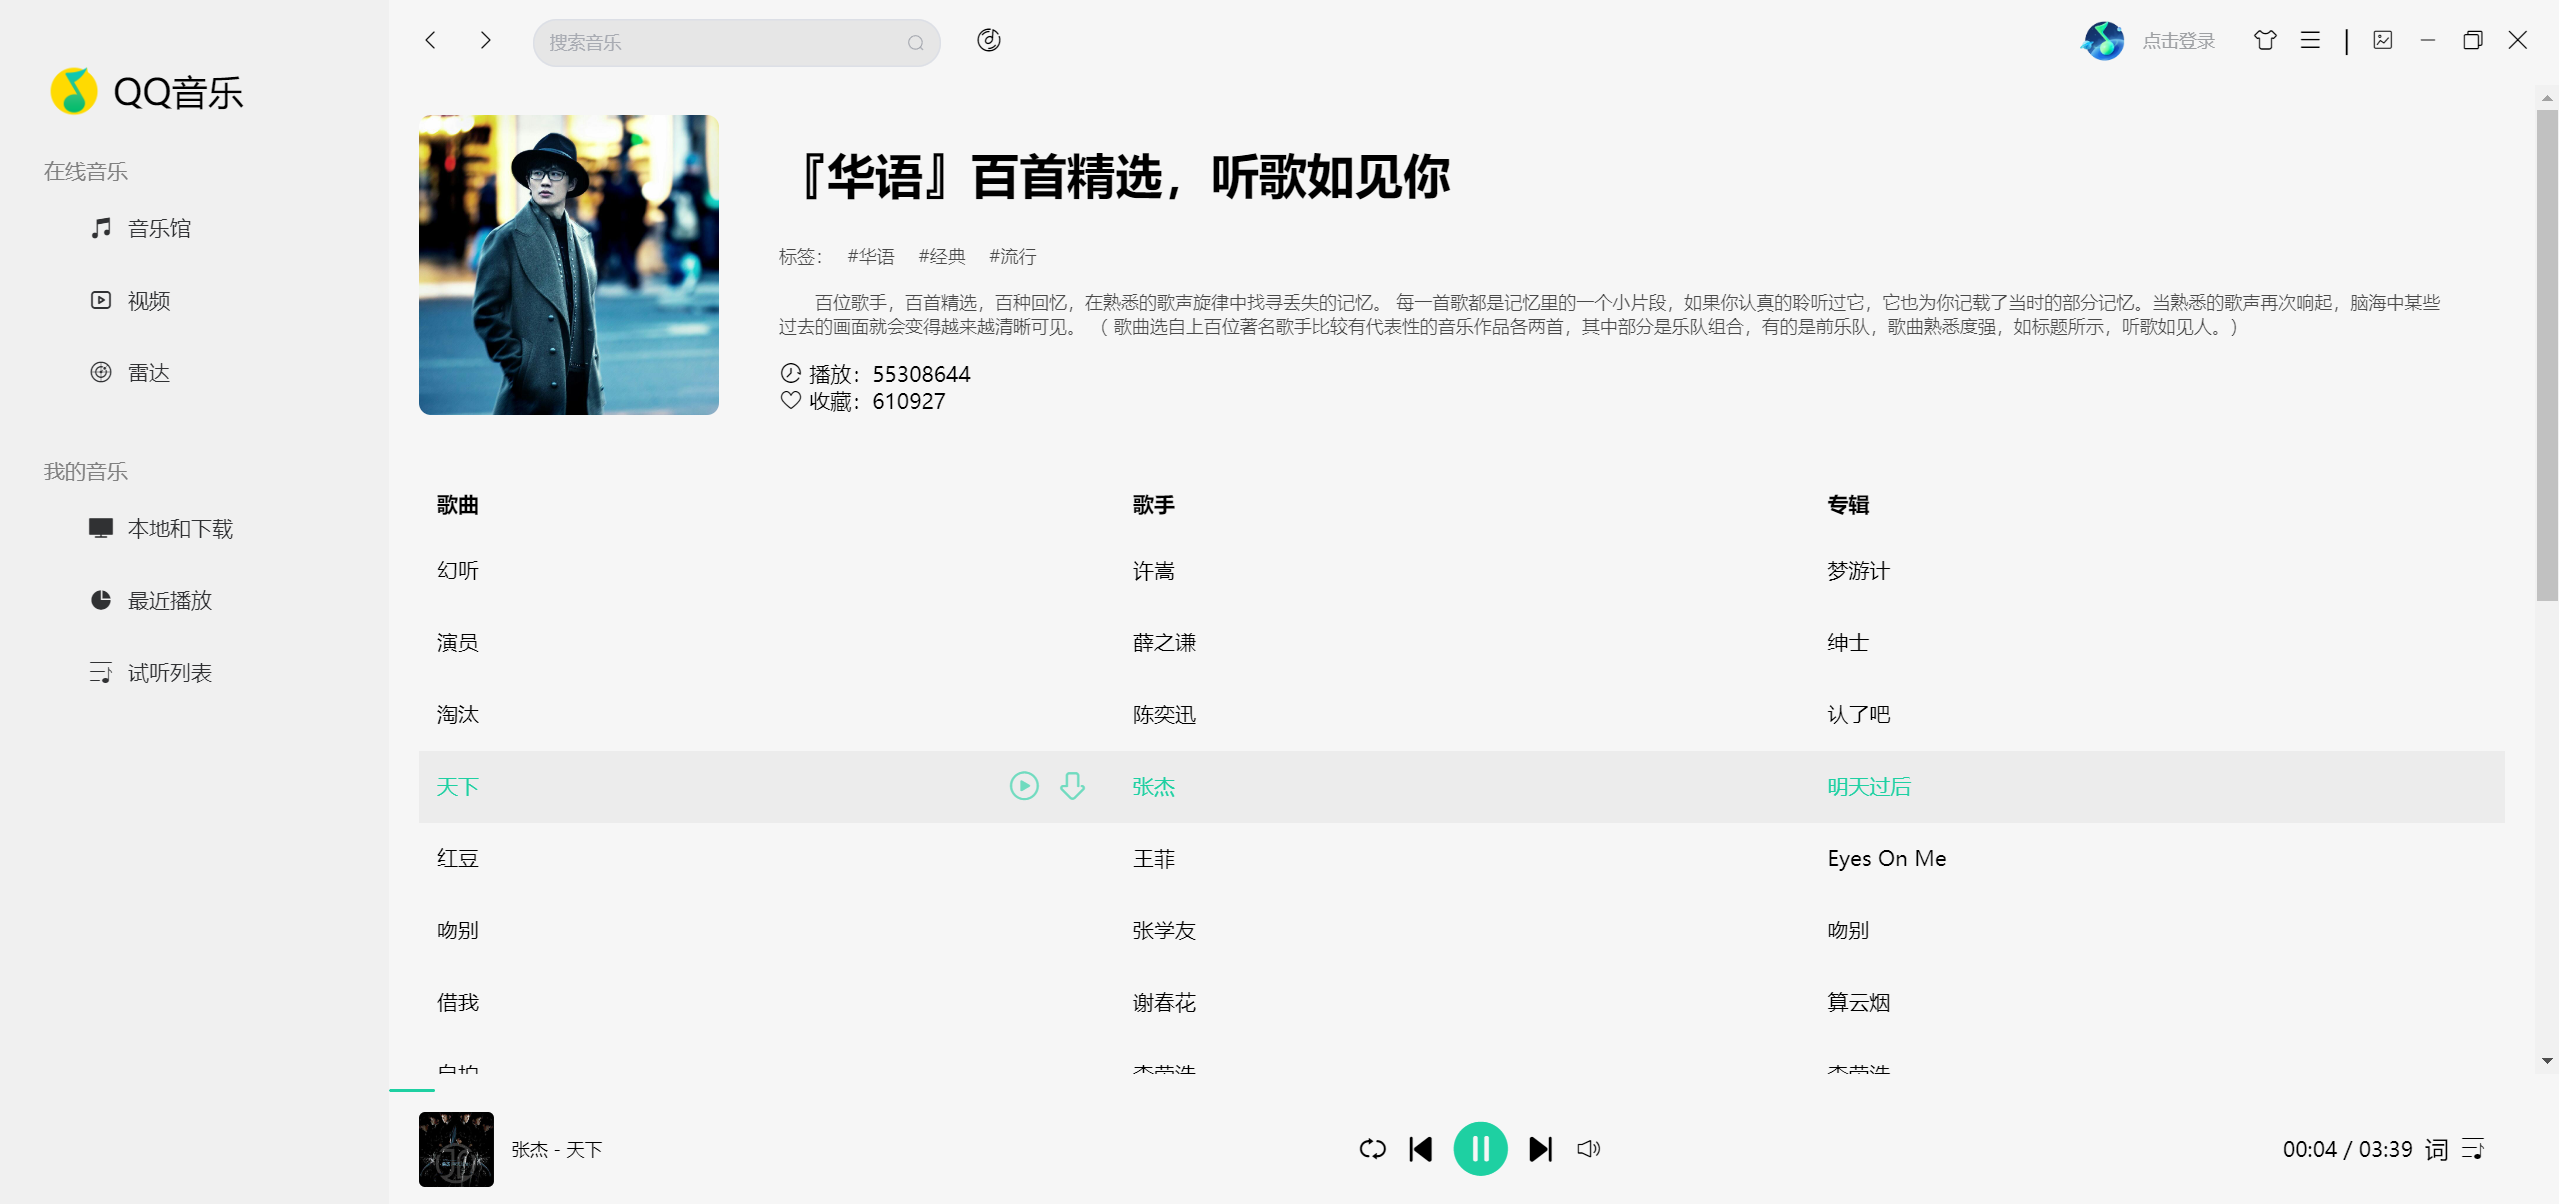 QQ音乐
在线音乐
音乐馆
视频
雷达
我的音乐
本地和下载
最近播放
试听列表
搜索音乐
点击登录
『华语』百首精选，听歌如见你
标签： #华语 #经典 #流行
百位歌手，百首精选，百种回忆，在熟悉的歌声旋律中找寻丢失的记忆。 每一首歌都是记忆里的一个小片段，如果你认真的聆听过它，它也为你记载了当时的部分记忆。当熟悉的歌声再次响起，脑海中某些
过去的画面就会变得越来越清晰可见。 （ 歌曲选自上百位著名歌手比较有代表性的音乐作品各两首，其中部分是乐队组合，有的是前乐队，歌曲熟悉度强，如标题所示，听歌如见人。）
播放：55308644
收藏：610927
歌曲 歌手 专辑
幻听 许嵩 梦游计
演员 薛之谦 绅士
淘汰 陈奕迅 认了吧
天下 张杰 明天过后
红豆 王菲 Eyes On Me
吻别 张学友 吻别
借我 谢春花 算云烟
自拍 李荣浩 李荣浩
张杰 - 天下
00:04 / 03:39 词